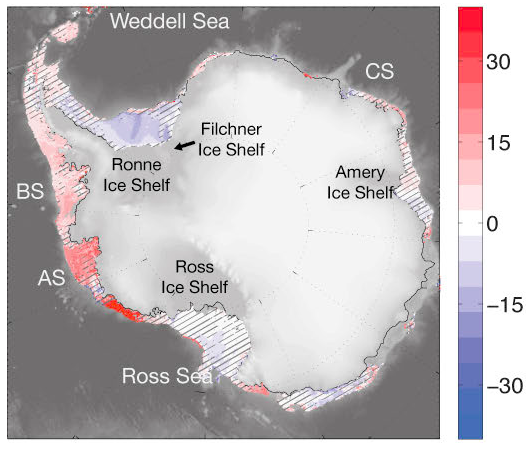 Weddell Sea
CS
Filchner
Ice Shelf
Ronne
Ice Shelf
Amery
Ice Shelf
BS
AS
Ross
Ice Shelf
Ross Sea
30
15
0
−15
−30